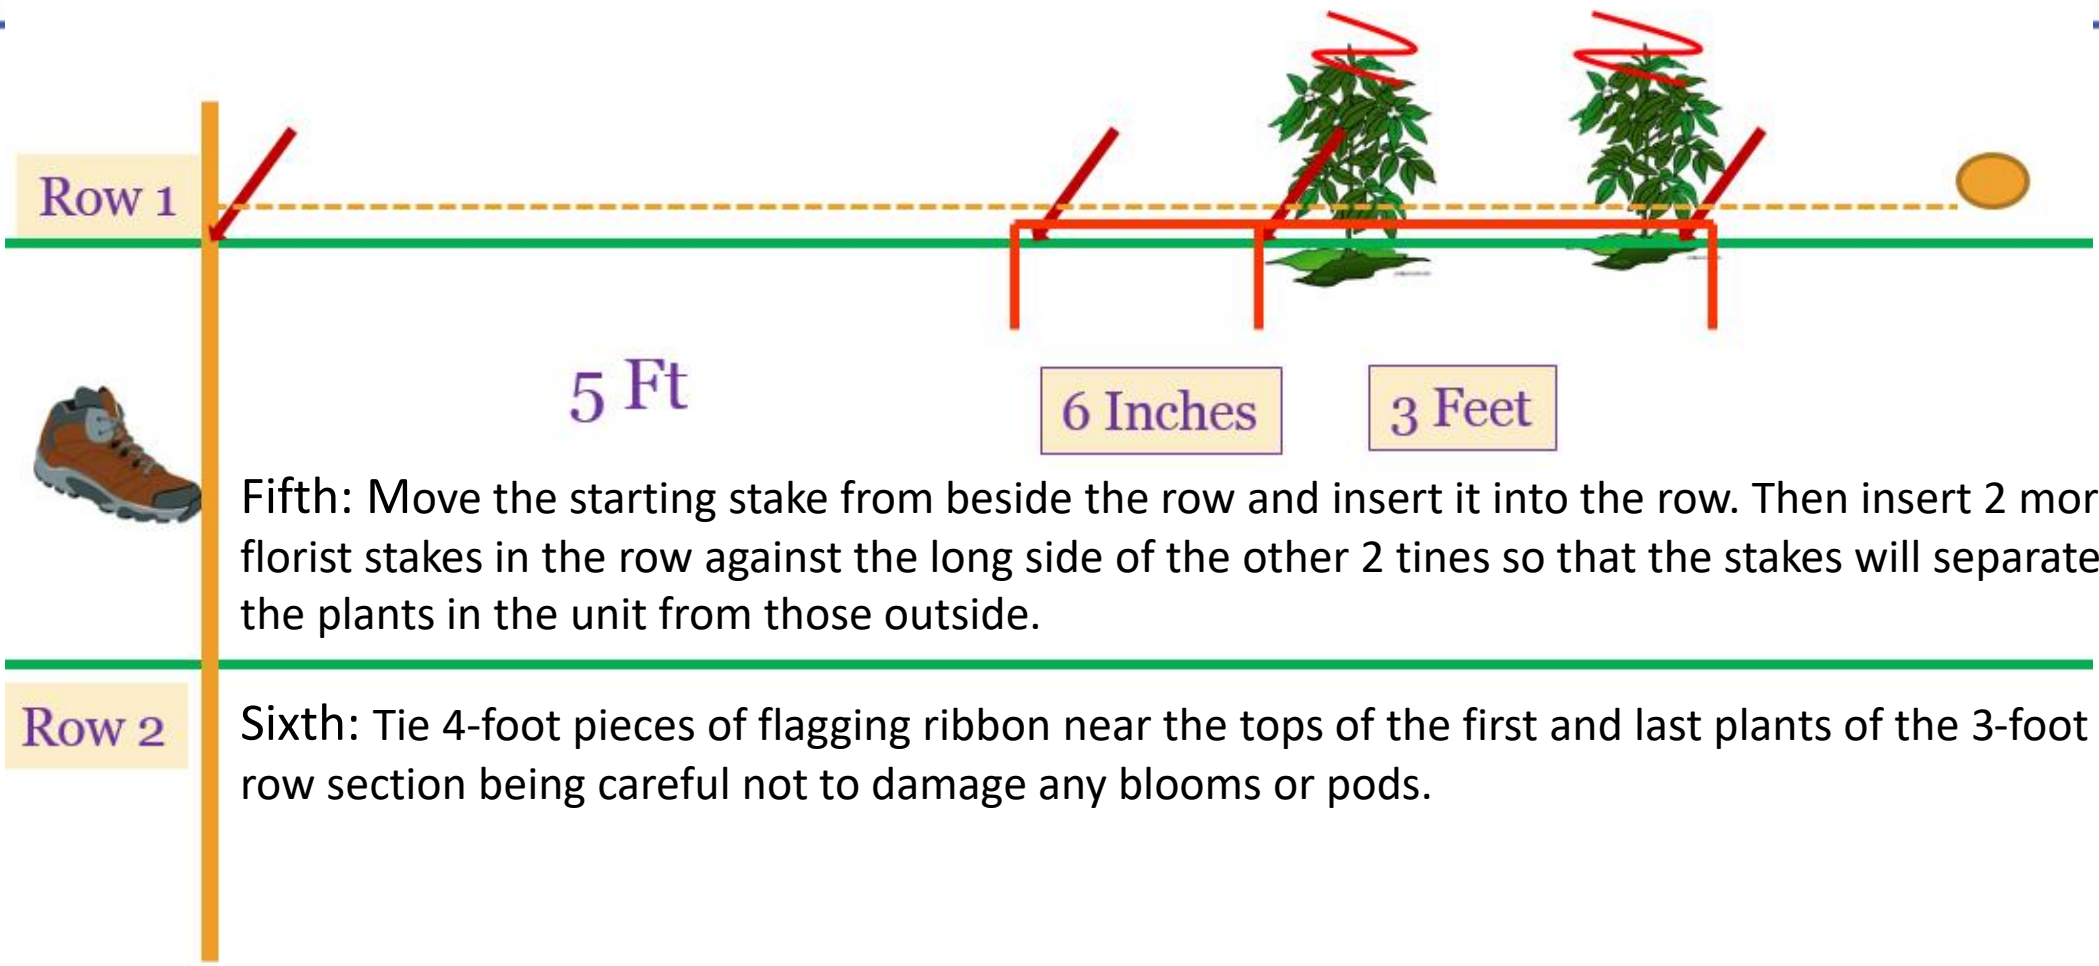 Row 1
5 Ft
6 Inches
3 Feet
Fifth: Move the starting stake from beside the row and insert it into the row. Then insert 2 mor
florist stakes in the row against the long side of the other 2 tines so that the stakes will separate
the plants in the unit from those outside.
Row 2
Sixth: Tie 4-foot pieces of flagging ribbon near the tops of the first and last plants of the 3-foot
row section being careful not to damage any blooms or pods.